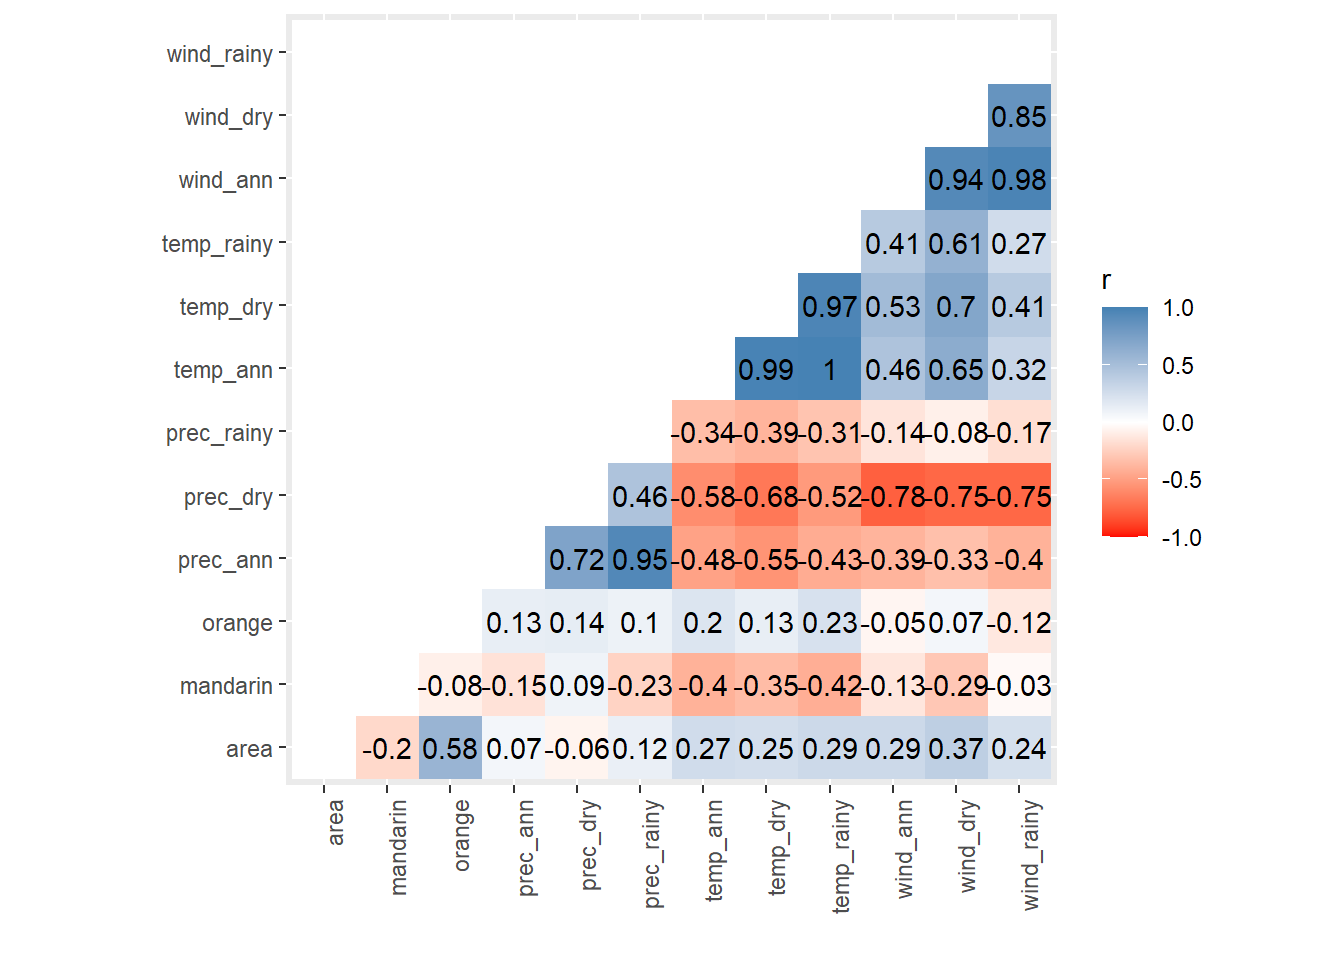 wind_rainy
wind_dry 0.85
wind_ann 0.94 0.98
temp_rainy 0.41 0.61 0.27
temp_dry 0.97 0.53 0.7 0.41
temp_ann 0.99 1 0.46 0.65 0.32
prec_rainy -0.34 -0.39 -0.31 -0.14 -0.08 -0.17
prec_dry 0.46 -0.58 -0.68 -0.52 -0.78 -0.75 -0.75
prec_ann 0.72 0.95 -0.48 -0.55 -0.43 -0.39 -0.33 -0.4
orange 0.13 0.14 0.1 0.2 0.13 0.23 -0.05 0.07 -0.12
mandarin -0.08 -0.15 0.09 -0.23 -0.4 -0.35 -0.42 -0.13 -0.29 -0.03
area -0.2 0.58 0.07 -0.06 0.12 0.27 0.25 0.29 0.29 0.37 0.24
area
mandarin
orange
prec_ann
prec_dry
prec_rainy
temp_ann
temp_dry
temp_rainy
wind_ann
wind_dry
wind_rainy
r
1.0
0.5
0.0
-0.5
-1.0